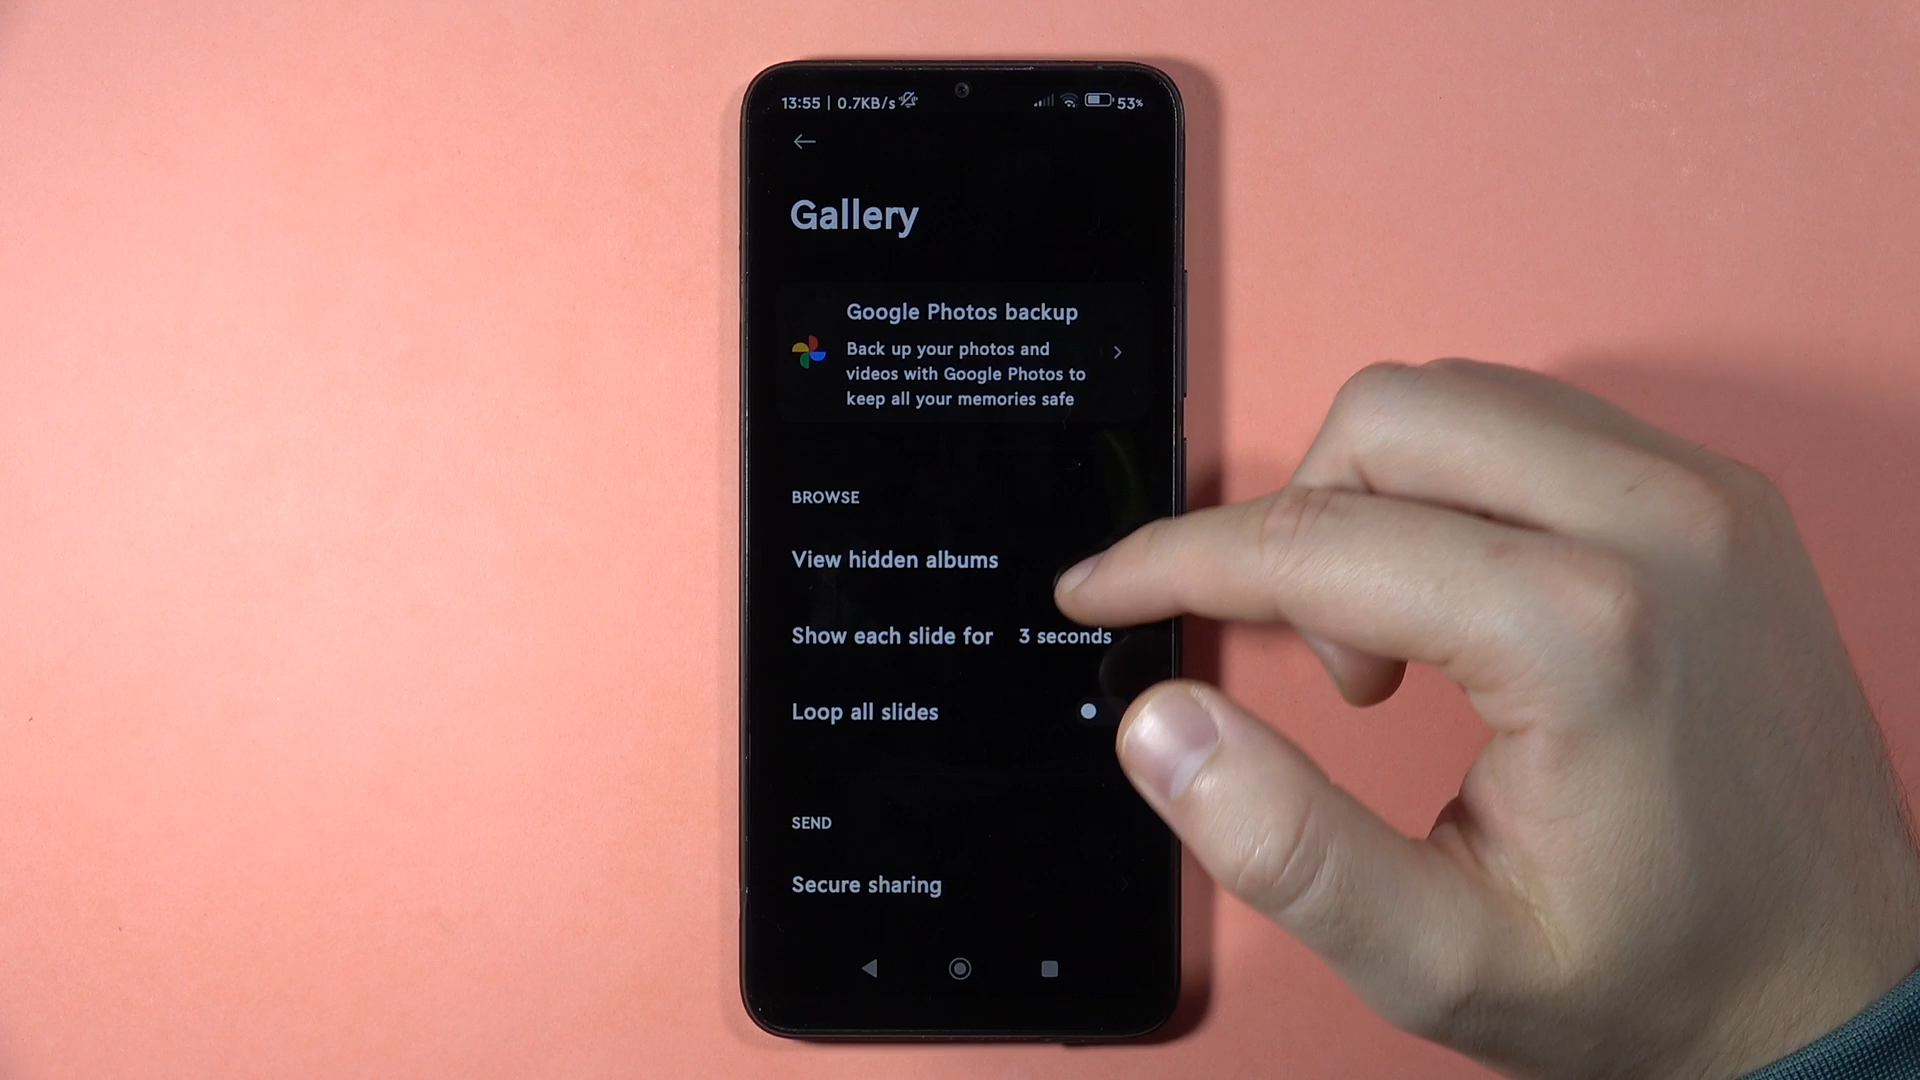 13:55 | 0.7KB/s 53%
Gallery
Google Photos backup
Back up your photos and
videos with Google Photos to
keep all your memories safe
BROWSE
View hidden albums
Show each slide for 3 seconds
Loop all slides
SEND
Secure sharing